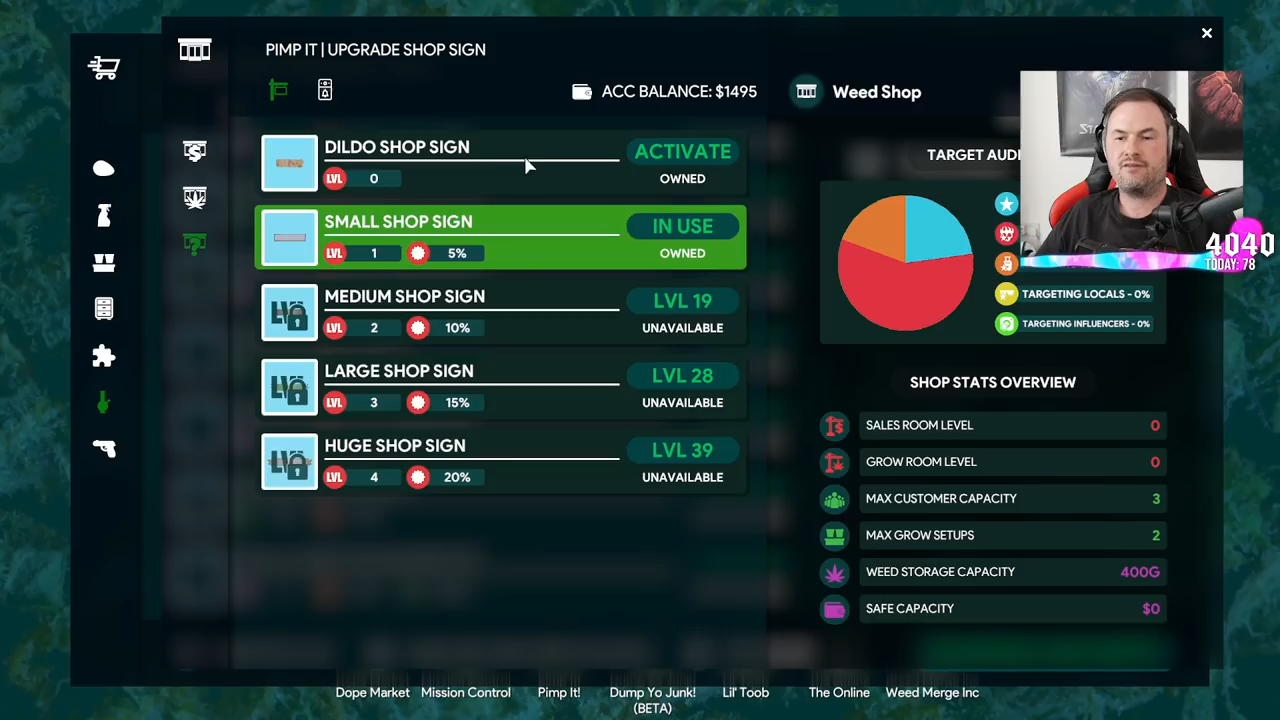 PIMP IT | UPGRADE SHOP SIGN
ACC BALANCE: $1495
DILDO SHOP SIGN
ACTIVATE
LVL 0
OWNED
SMALL SHOP SIGN
IN USE
LVL 1 5%
OWNED
MEDIUM SHOP SIGN
LVL 19
LVL 2 10%
UNAVAILABLE
LARGE SHOP SIGN
LVL 28
LVL 3 15%
UNAVAILABLE
HUGE SHOP SIGN
LVL 39
LVL 4 20%
UNAVAILABLE
Weed Shop
TARGET AUDI
TARGETING LOCALS - 0%
TARGETING INFLUENCERS - 0%
4040
TODAY: 78
SHOP STATS OVERVIEW
SALES ROOM LEVEL 0
GROW ROOM LEVEL 0
MAX CUSTOMER CAPACITY 3
MAX GROW SETUPS 2
WEED STORAGE CAPACITY 400G
SAFE CAPACITY $0
Dope Market Mission Control Pimp It! Dump Yo Junk! Lil' Toob The Online Weed Merge Inc
(BETA)